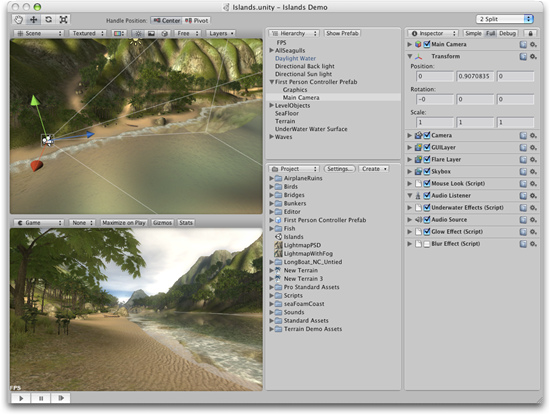 Islands.unity – Islands Demo
Handle Position: Center Pivot
2 Split
Scene Textured Free Layers
Hierarchy Show Prefab
FPS
AllSeagulls
Daylight Water
Directional Back light
Directional Sun light
First Person Controller Prefab
Graphics
Main Camera
LevelObjects
SeaFloor
Terrain
UnderWater Water Surface
Waves
Project Settings... Create
AirplaneRuins
Birds
Bridges
Bunkers
Editor
First Person Controller Prefab
Fish
Islands
LightmapPSD
LightmapWithFog
LongBoat_NC_Untied
New Terrain
New Terrain 3
Pro Standard Assets
Scripts
seaFoamCoast
Sounds
Standard Assets
Terrain Demo Assets
Inspector Simple Full Debug
Main Camera
Transform
Position:
0 0.9070835 0
Rotation:
-0 0 0
Scale:
1 1 1
Camera
GUILayer
Flare Layer
Skybox
Mouse Look (Script)
Audio Listener
Underwater Effects (Script)
Audio Source
Glow Effect (Script)
Blur Effect (Script)
Game None Maximize on Play Gizmos Stats
FPS